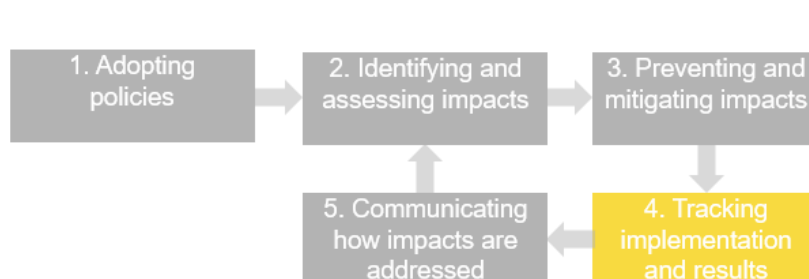 1. Adopting
policies
2. Identifying and
assessing impacts
3. Preventing and
mitigating impacts
5. Communicating
how impacts are
addressed
4. Tracking
implementation
and results